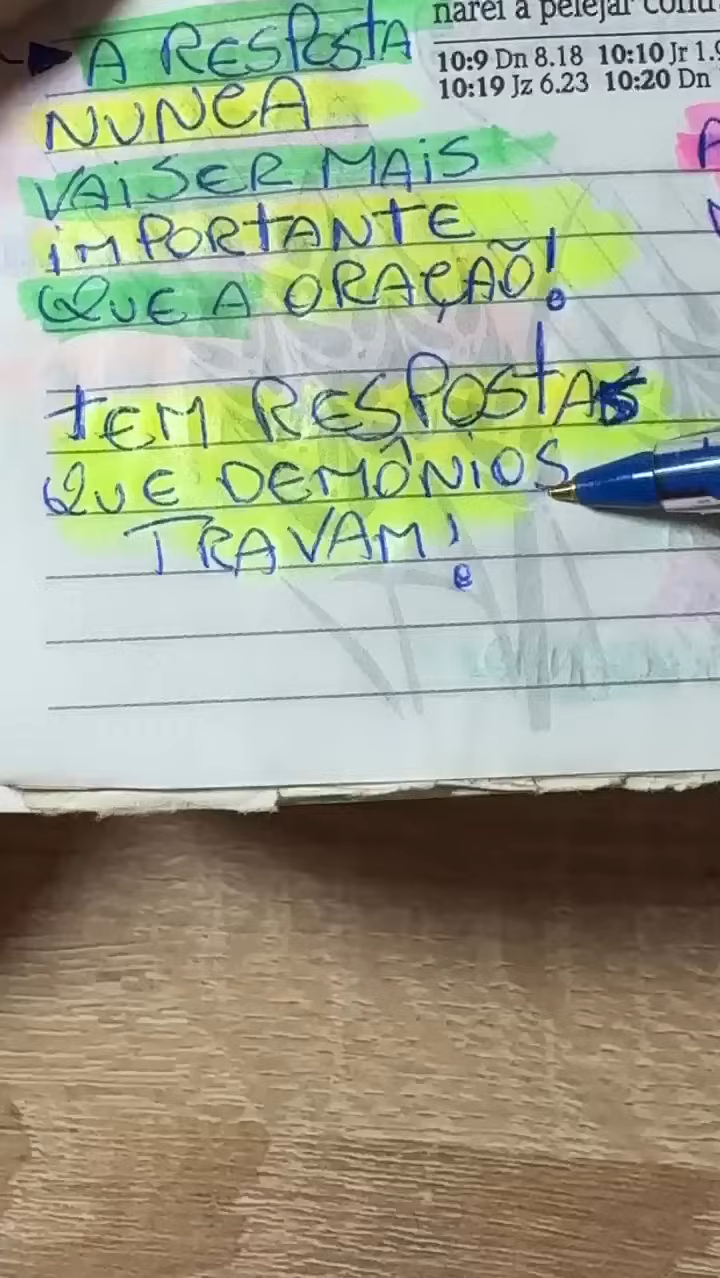 narei a pelejar
10:9 Dn 8.18 10:10 Jr 1.9
10:19 Jz 6.23 10:20 Dn
A RESPOSTA
NUNCA
VAI SER MAIS
IMPORTANTE
QUE A ORAÇÃO!
TEM RESPOSTAS
QUE DEMÔNIOS
TRAVAM!